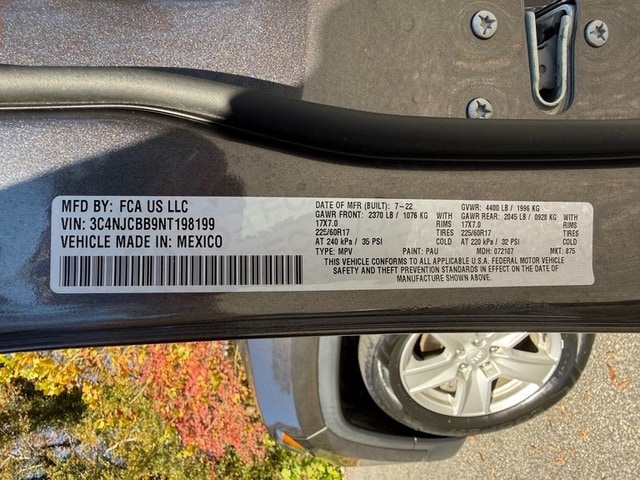 MFD BY: FCA US LLC
VIN: 3C4NJCBB9NT198199
VEHICLE MADE IN: MEXICO
DATE OF MFR (BUILT): 7-22 GVWR: 4400 LB / 1996 KG
GAWR FRONT: 2370 LB / 1076 KG GAWR REAR: 2045 LB / 0928 KG
17X7.0 WITH 17X7.0 WITH
225/60R17 TIRES 225/60R17 TIRES
AT 240 kPa / 35 PSI COLD AT 220 kPa / 32 PSI COLD
TYPE: MPV PAINT: PAU MDH: 072107 MKT: 875
THIS VEHICLE CONFORMS TO ALL APPLICABLE U.S.A. FEDERAL MOTOR VEHICLE
SAFETY AND THEFT PREVENTION STANDARDS IN EFFECT ON THE DATE OF
MANUFACTURE SHOWN ABOVE.